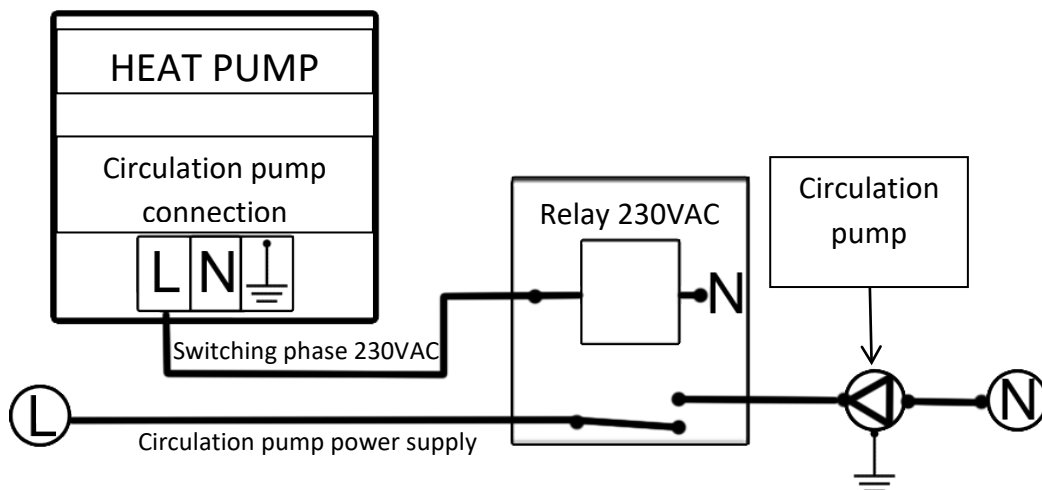 HEAT PUMP
Circulation pump
connection
L N
Switching phase 230VAC
Relay 230VAC
N
Circulation
pump
L
Circulation pump power supply
N